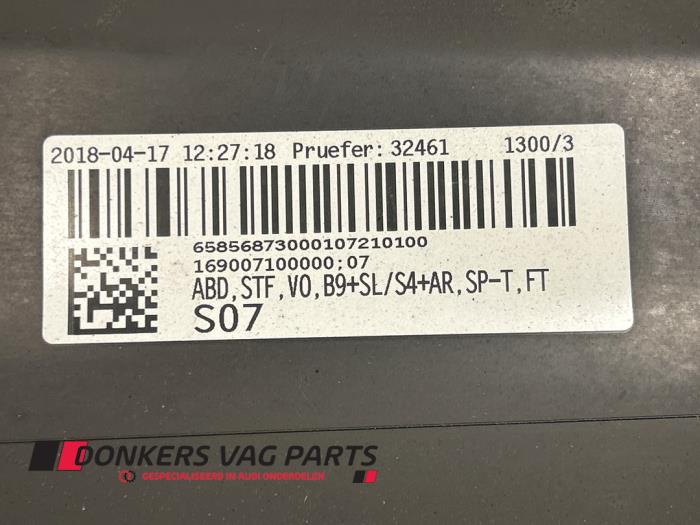 2018-04-17 12:27:18 Pruefer: 32461 1300/3
65856873000107210100
169007100000;07
ABD,STF,VO,B9+SL/S4+AR,SP-T,FT
S07
DONKERS VAG PARTS
GESPECIALISEERD IN AUDI ONDERDELEN